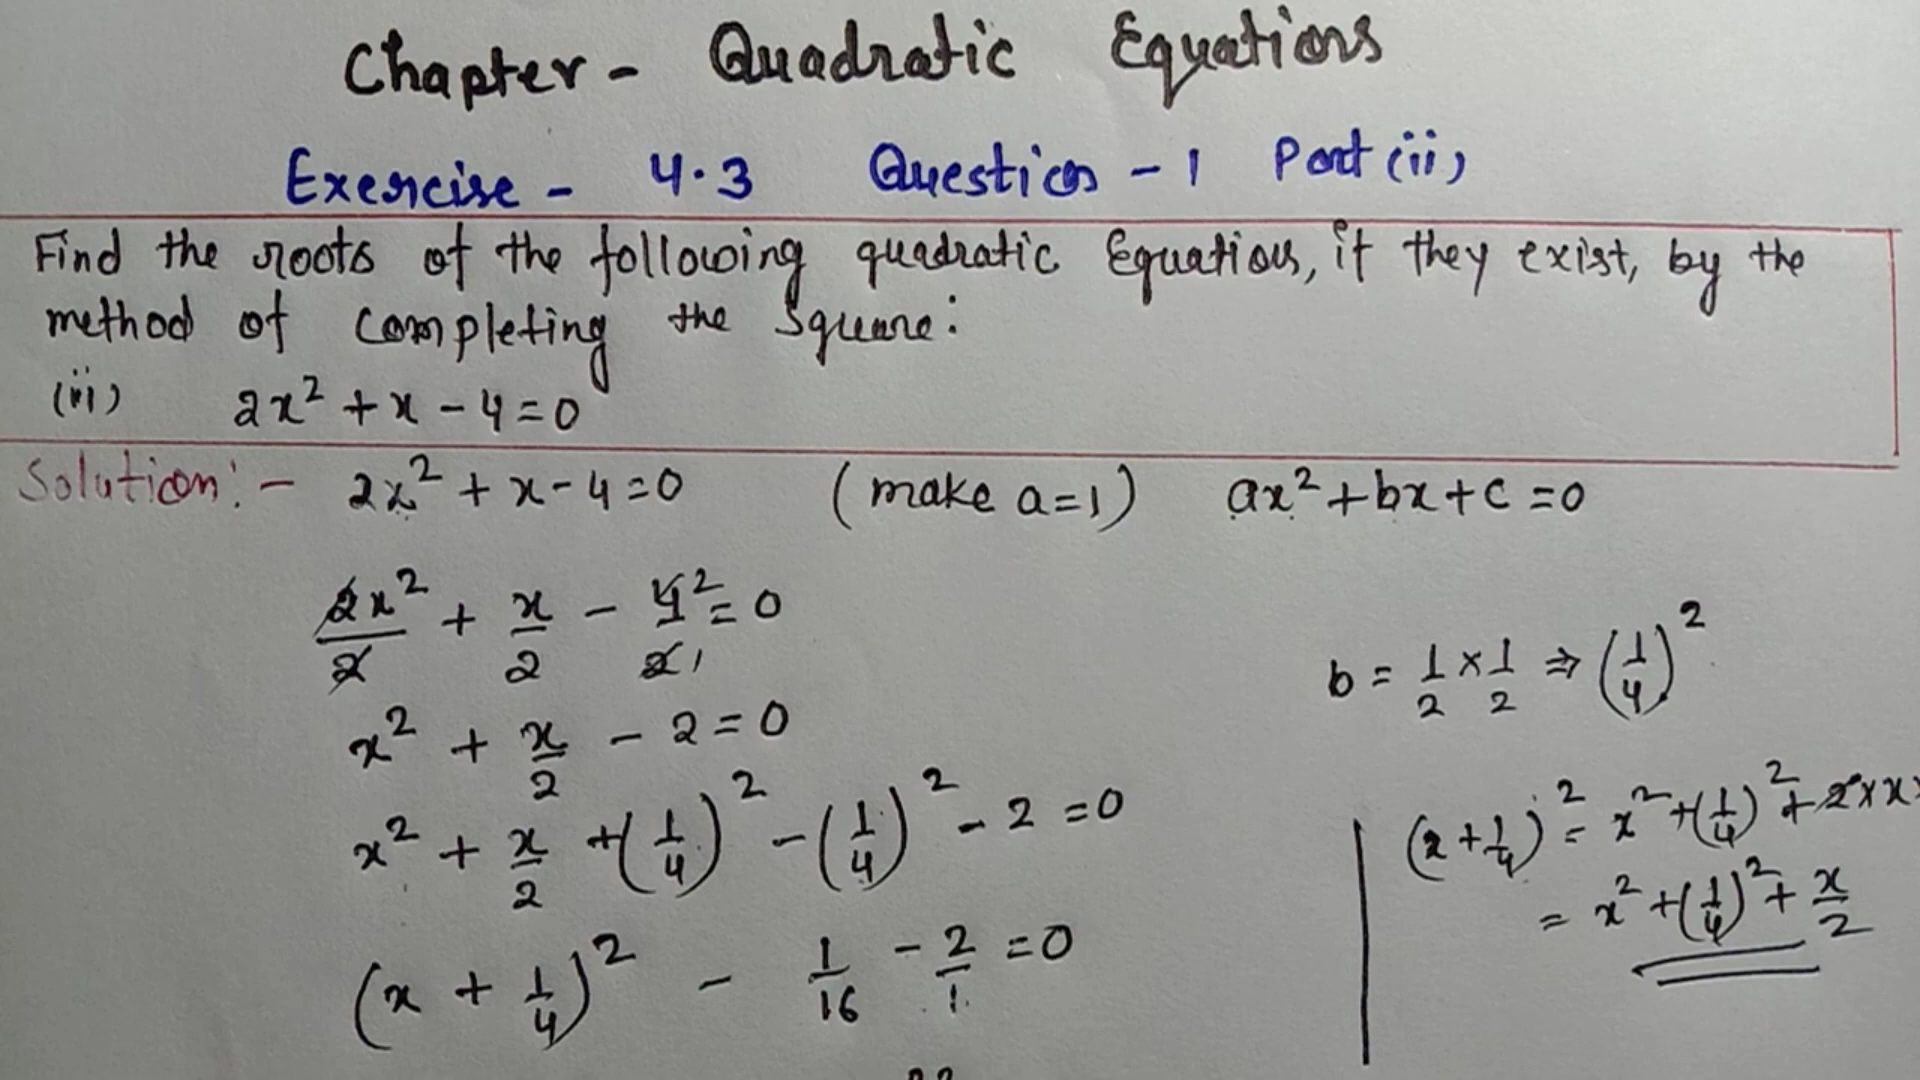 Chapter - Quadratic Equations
Exercise - 4.3 Question - 1 Part (ii)
Find the roots of the following quadratic Equations, if they exist, by the
method of completing the square:
(ii) 2x² + x - 4 = 0
Solution:- 2x² + x - 4 = 0 (make a=1) ax² + bx + c = 0
2x²/2 + x/2 - 4²/2₁ = 0
b = 1/2 × 1/2 ⇒ (1/4)²
x² + x/2 - 2 = 0
x² + x/2 + (1/4)² - (1/4)² - 2 = 0
(x + 1/4)² = x² + (1/4)² + 2 × x ×
= x² + (1/4)² + x/2
(x + 1/4)² - 1/16 - 2/1 = 0